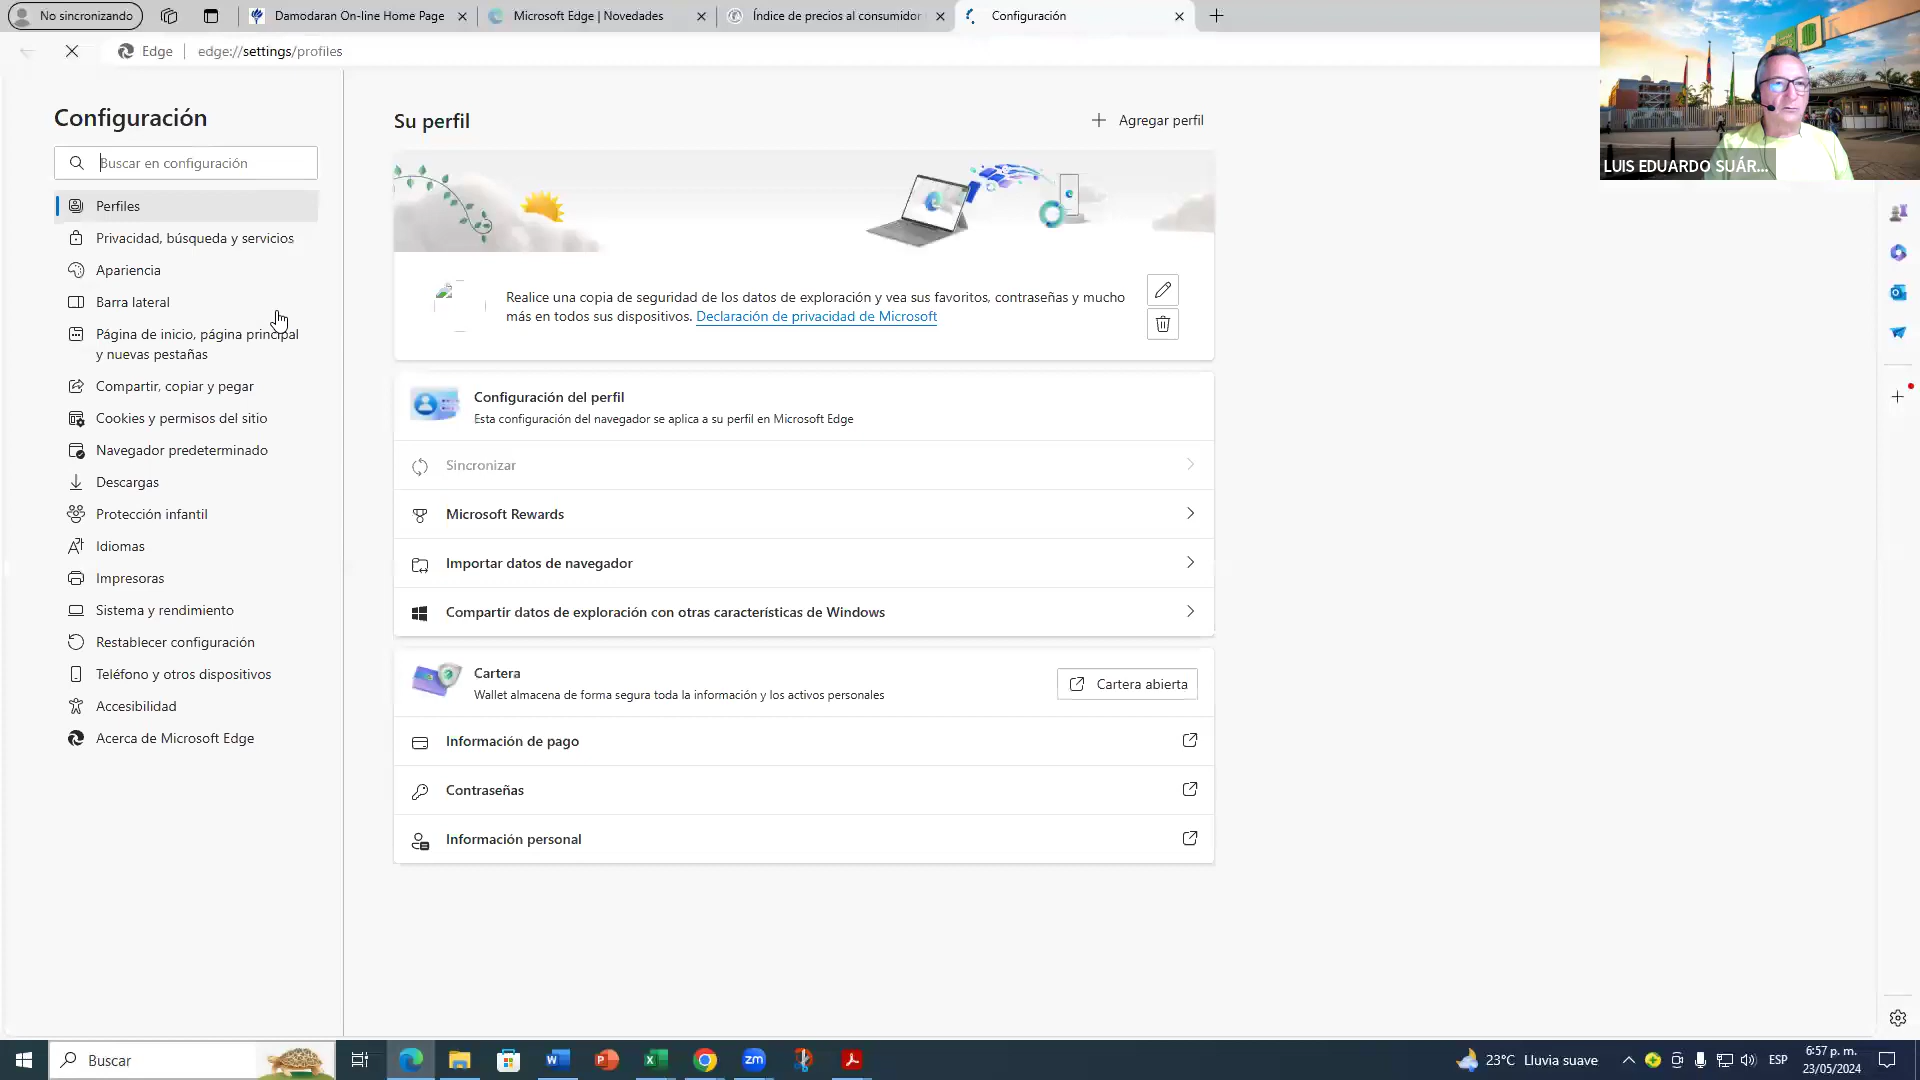 No sincronizando
Damodaran On-line Home Page
Microsoft Edge | Novedades
Índice de precios al consumidor
Configuración
Edge
edge://settings/profiles
LUIS EDUARDO SUÁR...
Configuración
Buscar en configuración
Perfiles
Privacidad, búsqueda y servicios
Apariencia
Barra lateral
Página de inicio, página principal
y nuevas pestañas
Compartir, copiar y pegar
Cookies y permisos del sitio
Navegador predeterminado
Descargas
Protección infantil
Idiomas
Impresoras
Sistema y rendimiento
Restablecer configuración
Teléfono y otros dispositivos
Accesibilidad
Acerca de Microsoft Edge
Su perfil
Agregar perfil
Realice una copia de seguridad de los datos de exploración y vea sus favoritos, contraseñas y mucho
más en todos sus dispositivos. Declaración de privacidad de Microsoft
Configuración del perfil
Esta configuración del navegador se aplica a su perfil en Microsoft Edge
Sincronizar
Microsoft Rewards
Importar datos de navegador
Compartir datos de exploración con otras características de Windows
Cartera
Wallet almacena de forma segura toda la información y los activos personales
Cartera abierta
Información de pago
Contraseñas
Información personal
Buscar
zm
23°C Lluvia suave
ESP
6:57 p. m.
23/05/2024